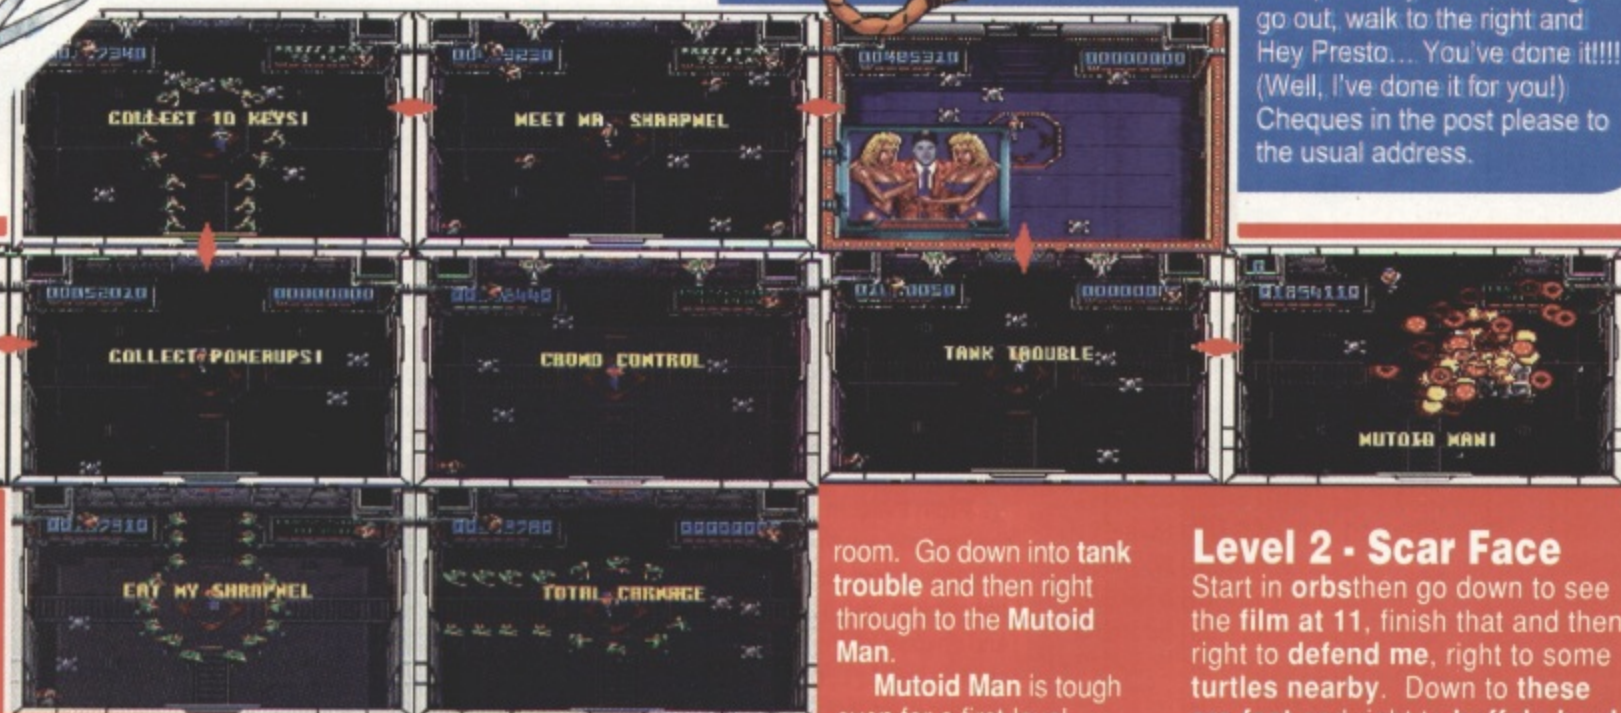 go out, walk to the right and
Hey Presto... You've done it!!!!
(Well, I've done it for you!)
Cheques in the post please to
the usual address.
COLLECT 10 KEYS!
MEET MR. SHRAPNEL
00485320
00000000
COLLECT POWERUPS!
00000000
CROWD CONTROL
TANK TROUBLE
01854110
MUTOID MAN!
EAT MY SHRAPNEL
TOTAL CARNAGE
room. Go down into tank
trouble and then right
through to the Mutoid
Man.
Mutoid Man is tough
Level 2 - Scar Face
Start in orbsthen go down to see
the film at 11, finish that and then
right to defend me, right to some
turtles nearby. Down to these